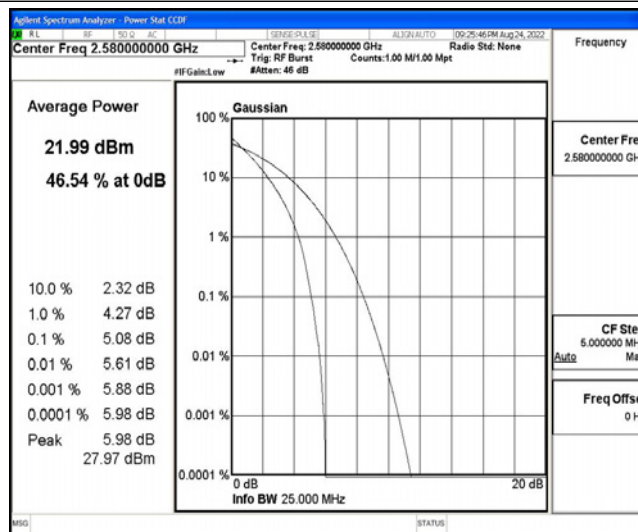 Agilent Spectrum Analyzer - Power Stat CCDF
RL RF 50 Ω AC SENSE:PULSE ALIGNAUTO 09:25:46PM Aug 24, 2022
Center Freq 2.580000000 GHz
Center Freq: 2.580000000 GHz Radio Std: None
Trig: RF Burst Counts:1.00 M/1.00 Mpt
#IFGain:Low #Atten: 46 dB
Frequency
Average Power
21.99 dBm
46.54 % at 0dB
10.0 % 2.32 dB
1.0 % 4.27 dB
0.1 % 5.08 dB
0.01 % 5.61 dB
0.001 % 5.88 dB
0.0001 % 5.98 dB
Peak 5.98 dB
27.97 dBm
Gaussian
100 %
10 %
1 %
0.1 %
0.01 %
0.001 %
0.0001 %
0 dB 20 dB
Info BW 25.000 MHz
Center Fre
2.580000000 GH
CF Ste
5.000000 MH
Auto Ma
Freq Offse
0 H
MSG STATUS